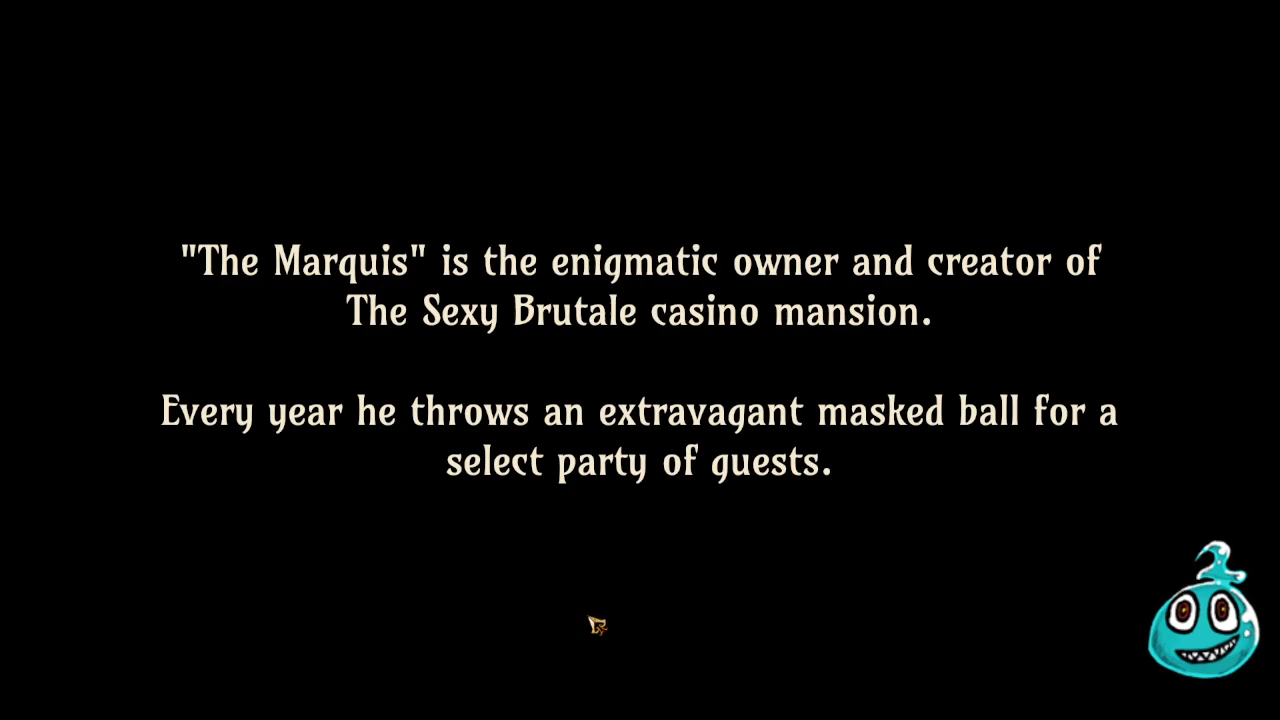 "The Marquis" is the enigmatic owner and creator of
The Sexy Brutale casino mansion.
Every year he throws an extravagant masked ball for a
select party of guests.